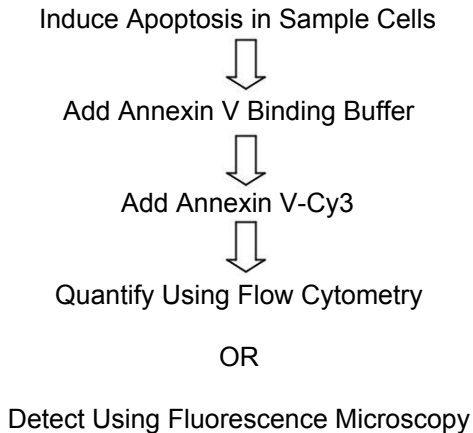 Induce Apoptosis in Sample Cells
Add Annexin V Binding Buffer
Add Annexin V-Cy3
Quantify Using Flow Cytometry
OR
Detect Using Fluorescence Microscopy